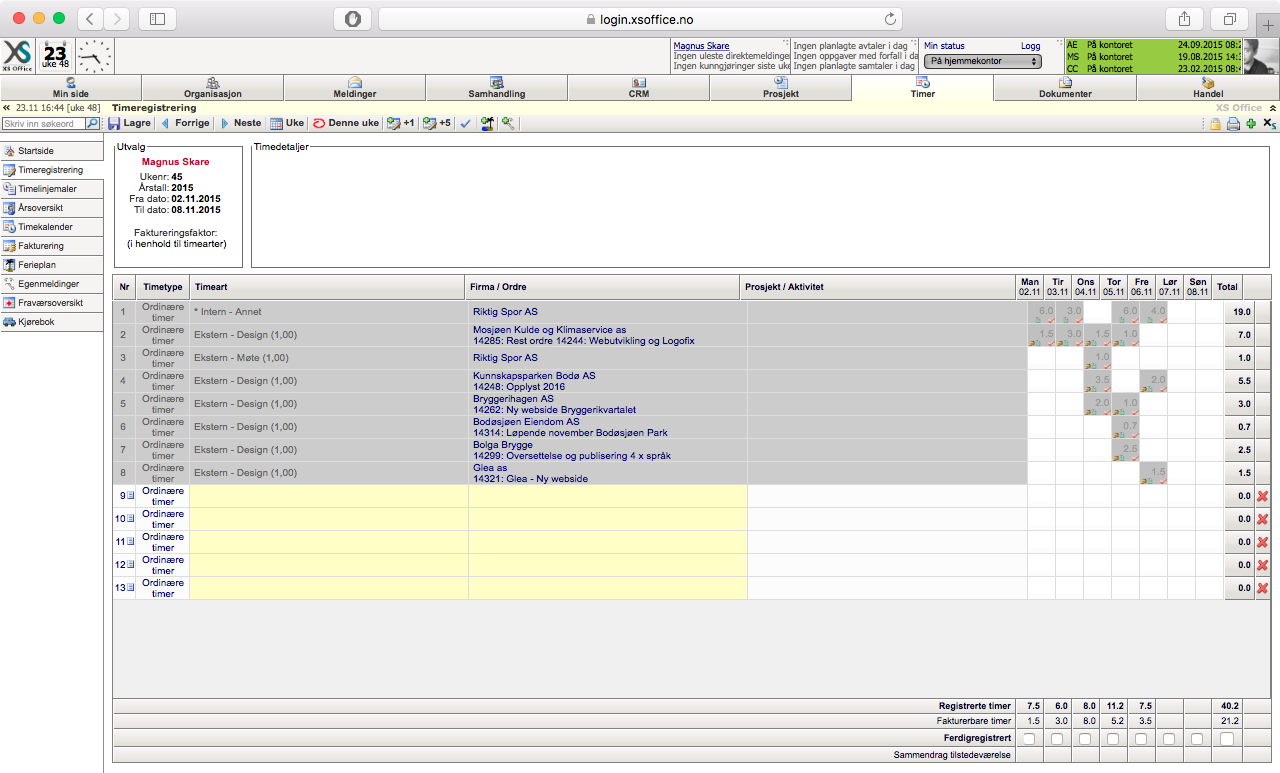 login.xsoffice.no
XS
XS Office
23
uke 48
Magnus Skare
Ingen uleste direktemeldinge
Ingen kunngjøringer siste uk
Ingen planlagte avtaler i dag
Ingen oppgaver med forfall i da
Ingen planlagte samtaler i dag
Min status Logg
På hjemmekontor
AE På kontoret 24.09.2015 08:2
MS På kontoret 19.08.2015 14:3
CC På kontoret 23.02.2015 08:4
Min side Organisasjon Meldinger Samhandling CRM Prosjekt Timer Dokumenter Handel
« 23.11 16:44 [uke 48] Timeregistrering XS Office
Skriv inn søkeord Lagre Forrige Neste Uke Denne uke +1 +5
Startside
Timeregistrering
Timelinjemaler
Årsoversikt
Timekalender
Fakturering
Ferieplan
Egenmeldinger
Fraværsoversikt
Kjørebok
Utvalg
Magnus Skare
Ukenr: 45
Årstall: 2015
Fra dato: 02.11.2015
Til dato: 08.11.2015
Faktureringsfaktor:
(i henhold til timearter)
Timedetaljer
Nr Timetype Timeart Firma / Ordre Prosjekt / Aktivitet Man 02.11 Tir 03.11 Ons 04.11 Tor 05.11 Fre 06.11 Lør 07.11 Søn 08.11 Total
1 Ordinære timer * Intern - Annet Riktig Spor AS 6.0 3.0 6.0 4.0 19.0
2 Ordinære timer Ekstern - Design (1,00) Mosjøen Kulde og Klimaservice as 1.5 3.0 1.5 1.0 7.0
14285: Rest ordre 14244: Webutvikling og Logofix
3 Ordinære timer Ekstern - Møte (1,00) Riktig Spor AS 1.0 1.0
4 Ordinære timer Ekstern - Design (1,00) Kunnskapsparken Bodø AS 3.5 2.0 5.5
14248: Opplyst 2016
5 Ordinære timer Ekstern - Design (1,00) Bryggerihagen AS 2.0 1.0 3.0
14262: Ny webside Bryggerikvartalet
6 Ordinære timer Ekstern - Design (1,00) Bodøsjøen Eiendom AS 0.7 0.7
14314: Løpende november Bodøsjøen Park
7 Ordinære timer Ekstern - Design (1,00) Bolga Brygge 2.5 2.5
14299: Oversettelse og publisering 4 x språk
8 Ordinære timer Ekstern - Design (1,00) Glea as 1.5 1.5
14321: Glea - Ny webside
9 Ordinære timer 0.0
10 Ordinære timer 0.0
11 Ordinære timer 0.0
12 Ordinære timer 0.0
13 Ordinære timer 0.0
Registrerte timer 7.5 6.0 8.0 11.2 7.5 40.2
Fakturerbare timer 1.5 3.0 8.0 5.2 3.5 21.2
Ferdigregistrert
Sammendrag tilstedeværelse